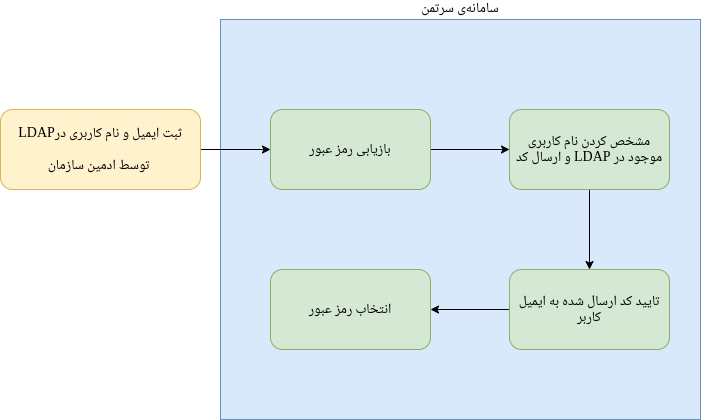 سامانه‌ی سرتمن
ثبت ایمیل و نام کاربری درLDAP
توسط ادمین سازمان
بازیابی رمز عبور
مشخص کردن نام کاربری
موجود در LDAP و ارسال کد
تایید کد ارسال شده به ایمیل
کاربر
انتخاب رمز عبور